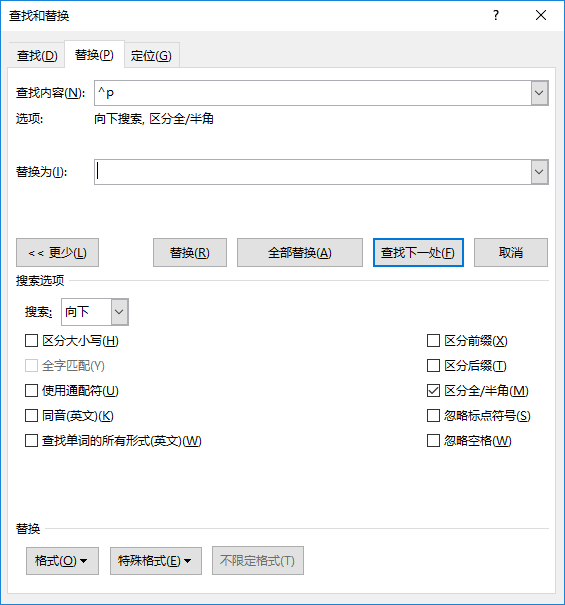 查找和替换 ?
查找(D) 替换(P) 定位(G)
查找内容(N): ^p
选项: 向下搜索, 区分全/半角
替换为(I):
<< 更少(L) 替换(R) 全部替换(A) 查找下一处(F) 取消
搜索选项
搜索: 向下
区分大小写(H) 区分前缀(X)
全字匹配(Y) 区分后缀(T)
使用通配符(U) 区分全/半角(M)
同音(英文)(K) 忽略标点符号(S)
查找单词的所有形式(英文)(W) 忽略空格(W)
替换
格式(O) 特殊格式(E) 不限定格式(T)